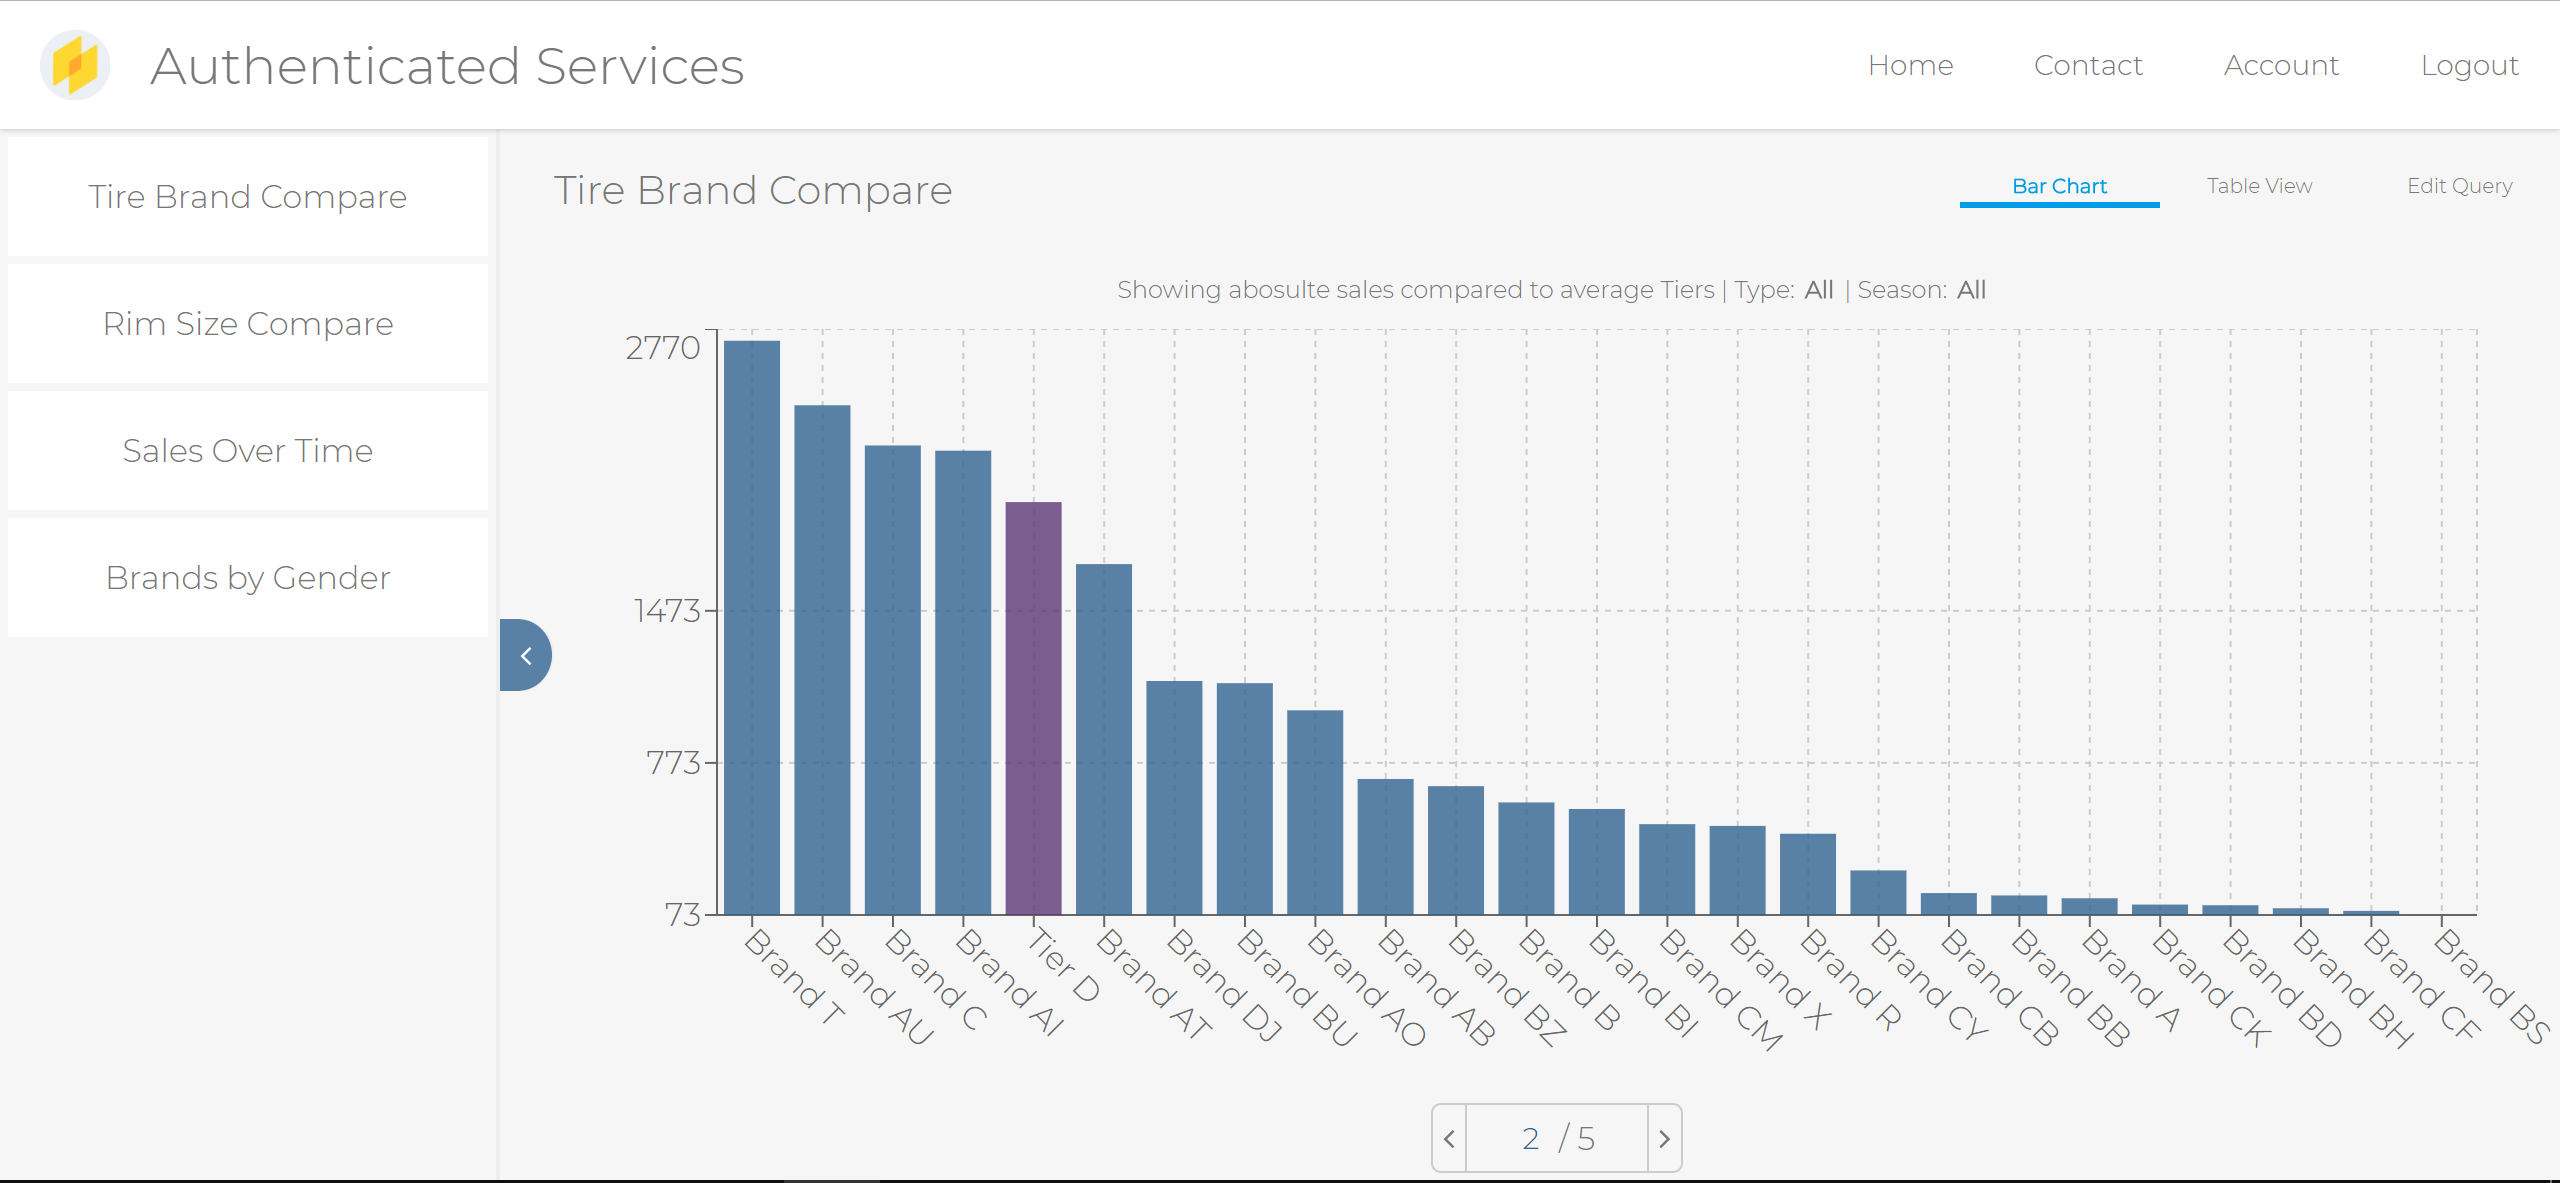 Authenticated Services
Home
Contact
Account
Logout
Tire Brand Compare
Rim Size Compare
Sales Over Time
Brands by Gender
Tire Brand Compare
Bar Chart
Table View
Edit Query
Showing abosulte sales compared to average Tiers | Type: All | Season: All
2770
1473
773
73
Brand T
Brand AU
Brand C
Brand AI
Tier D
Brand AT
Brand DJ
Brand BU
Brand AO
Brand AB
Brand BZ
Brand B
Brand BI
Brand CM
Brand X
Brand R
Brand CY
Brand CB
Brand BB
Brand A
Brand CK
Brand BD
Brand BH
Brand CF
Brand BS
2 / 5